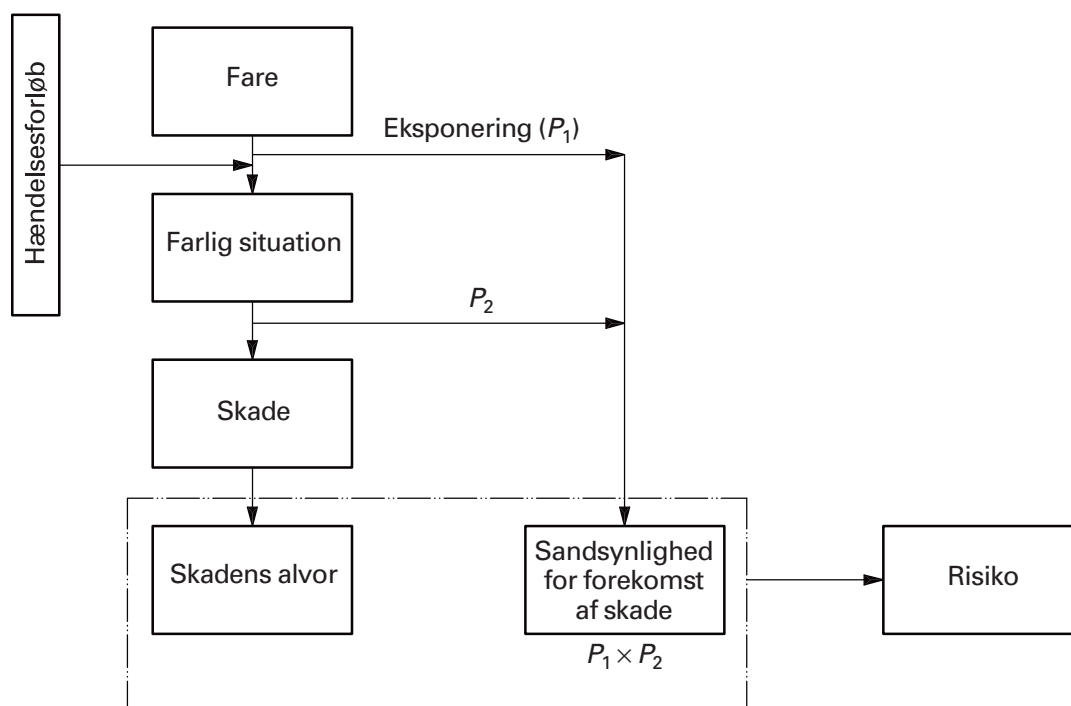 Hændelsesforløb
Fare
Eksponering (P₁)
Farlig situation
P₂
Skade
Skadens alvor
Sandsynlighed
for forekomst
af skade
P₁ × P₂
Risiko